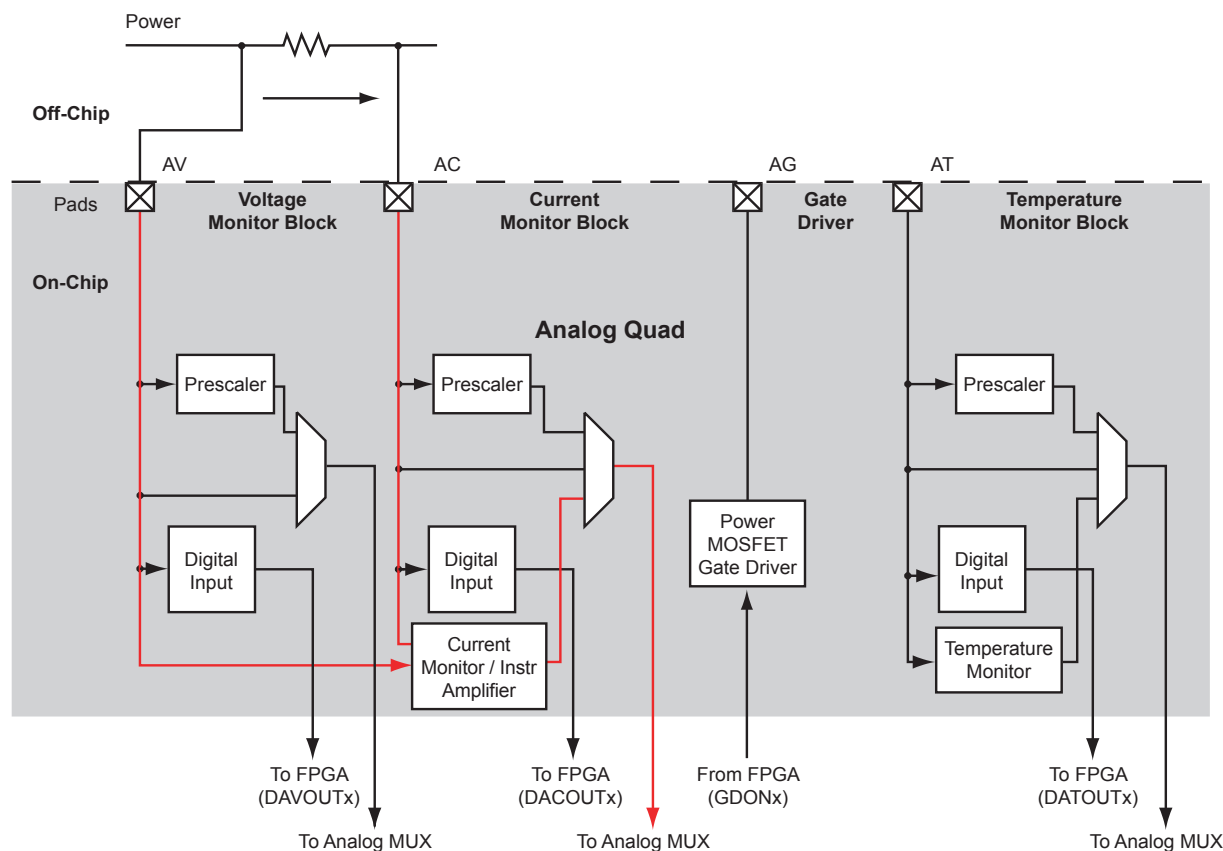 Power
Off-Chip
AV
AC
AG
AT
Pads
Voltage
Monitor Block
Current
Monitor Block
Gate
Driver
Temperature
Monitor Block
On-Chip
Analog Quad
Prescaler
Prescaler
Prescaler
Digital
Input
Digital
Input
Power
MOSFET
Gate Driver
Digital
Input
Current
Monitor / Instr
Amplifier
Temperature
Monitor
To FPGA
(DAVOUTx)
To FPGA
(DACOUTx)
From FPGA
(GDONx)
To FPGA
(DATOUTx)
To Analog MUX
To Analog MUX
To Analog MUX